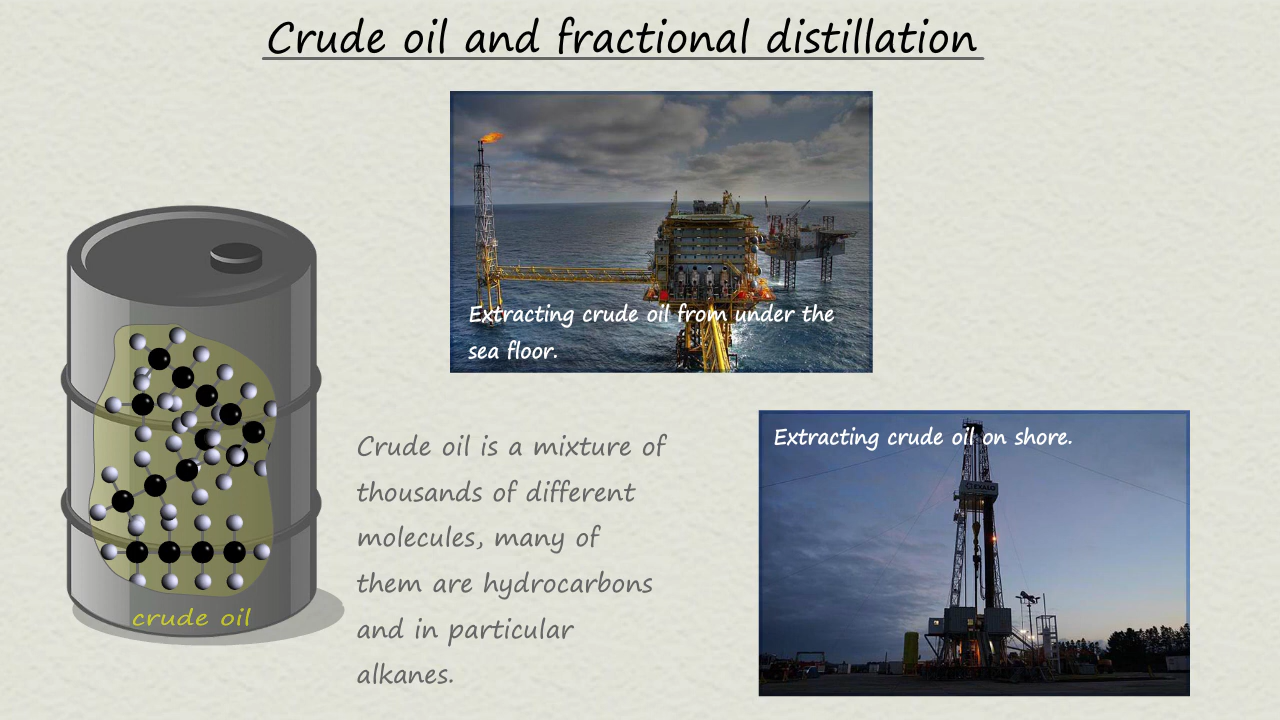 Crude oil and fractional distillation
Extracting crude oil from under the
sea floor.
Extracting crude oil on shore.
Crude oil is a mixture of
thousands of different
molecules, many of
them are hydrocarbons
and in particular
alkanes.
crude oil